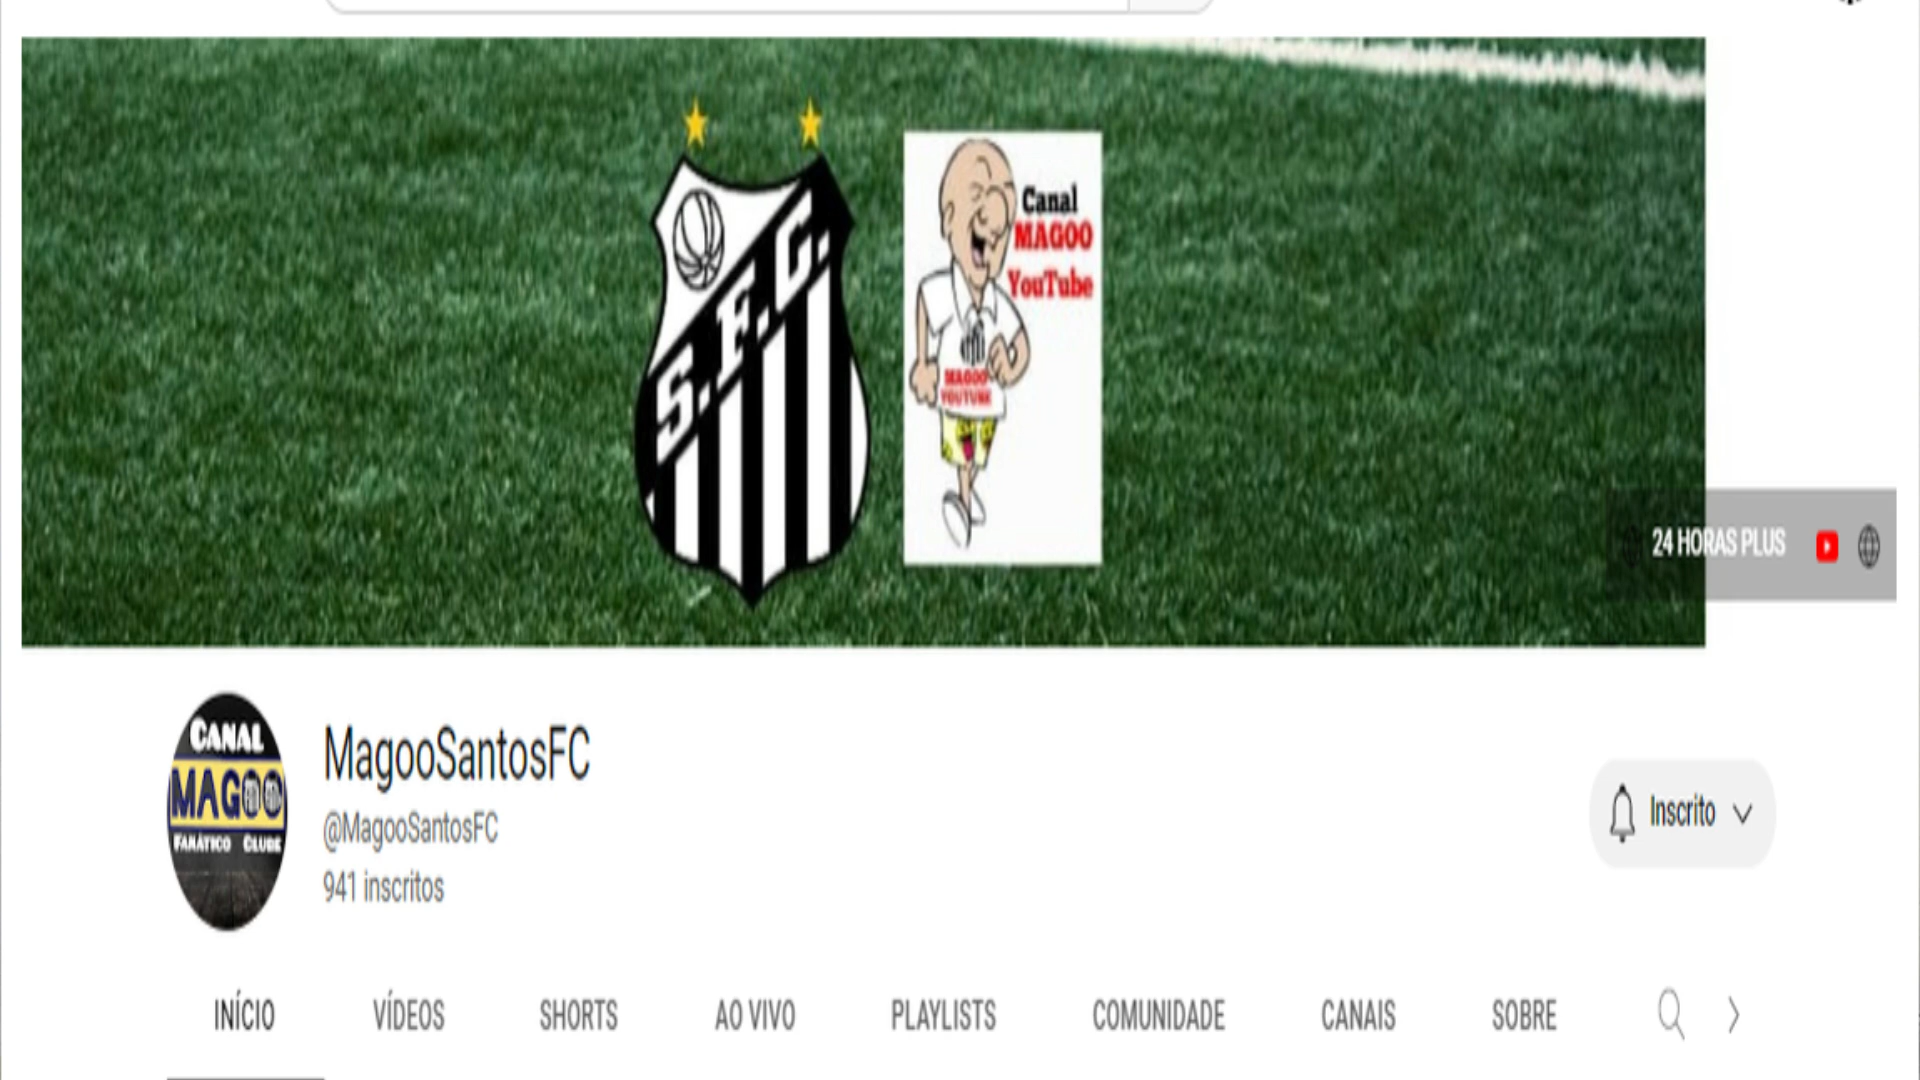 S.F.C.
Canal
MAGOO
YouTube
MAGOO
YOUTUBE
24 HORAS PLUS
CANAL
MAGOO
FANÁTICO CLUBE
MagooSantosFC
@MagooSantosFC
941 inscritos
Inscrito
INÍCIO VÍDEOS SHORTS AO VIVO PLAYLISTS COMUNIDADE CANAIS SOBRE